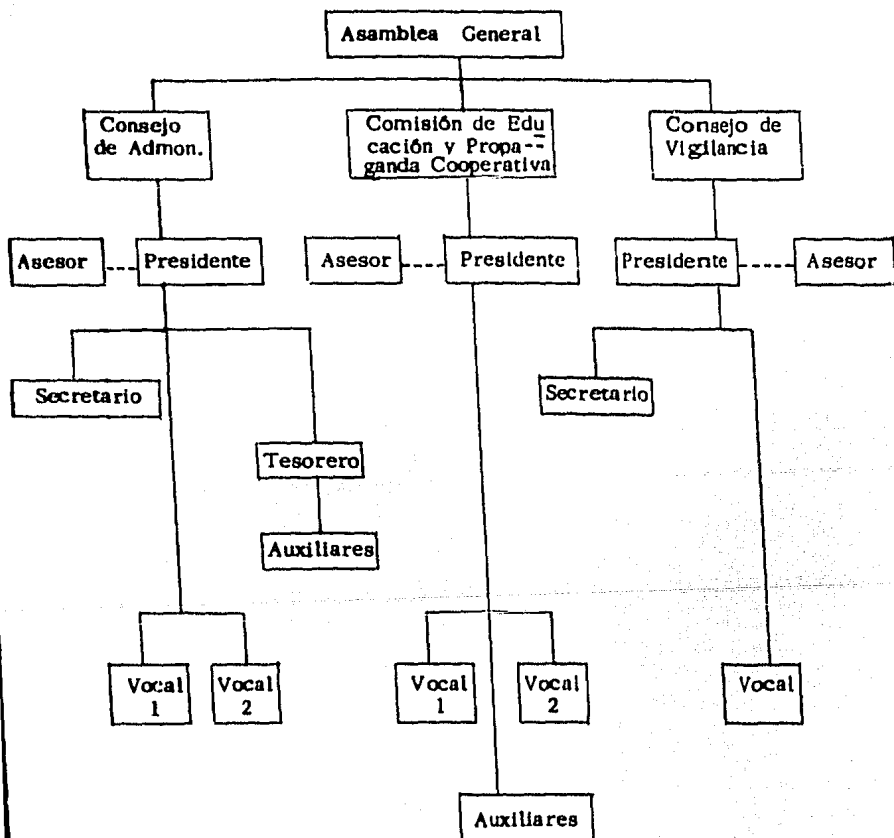 Asamblea General
Consejo
de Admon.
Comisión de Edu
cación y Propa--
ganda Cooperativa
Consejo de
Vigilancia
Asesor
Presidente
Asesor
Presidente
Presidente
Asesor
Secretario
Secretario
Tesorero
Auxiliares
Vocal
1
Vocal
2
Vocal
1
Vocal
2
Vocal
Auxiliares